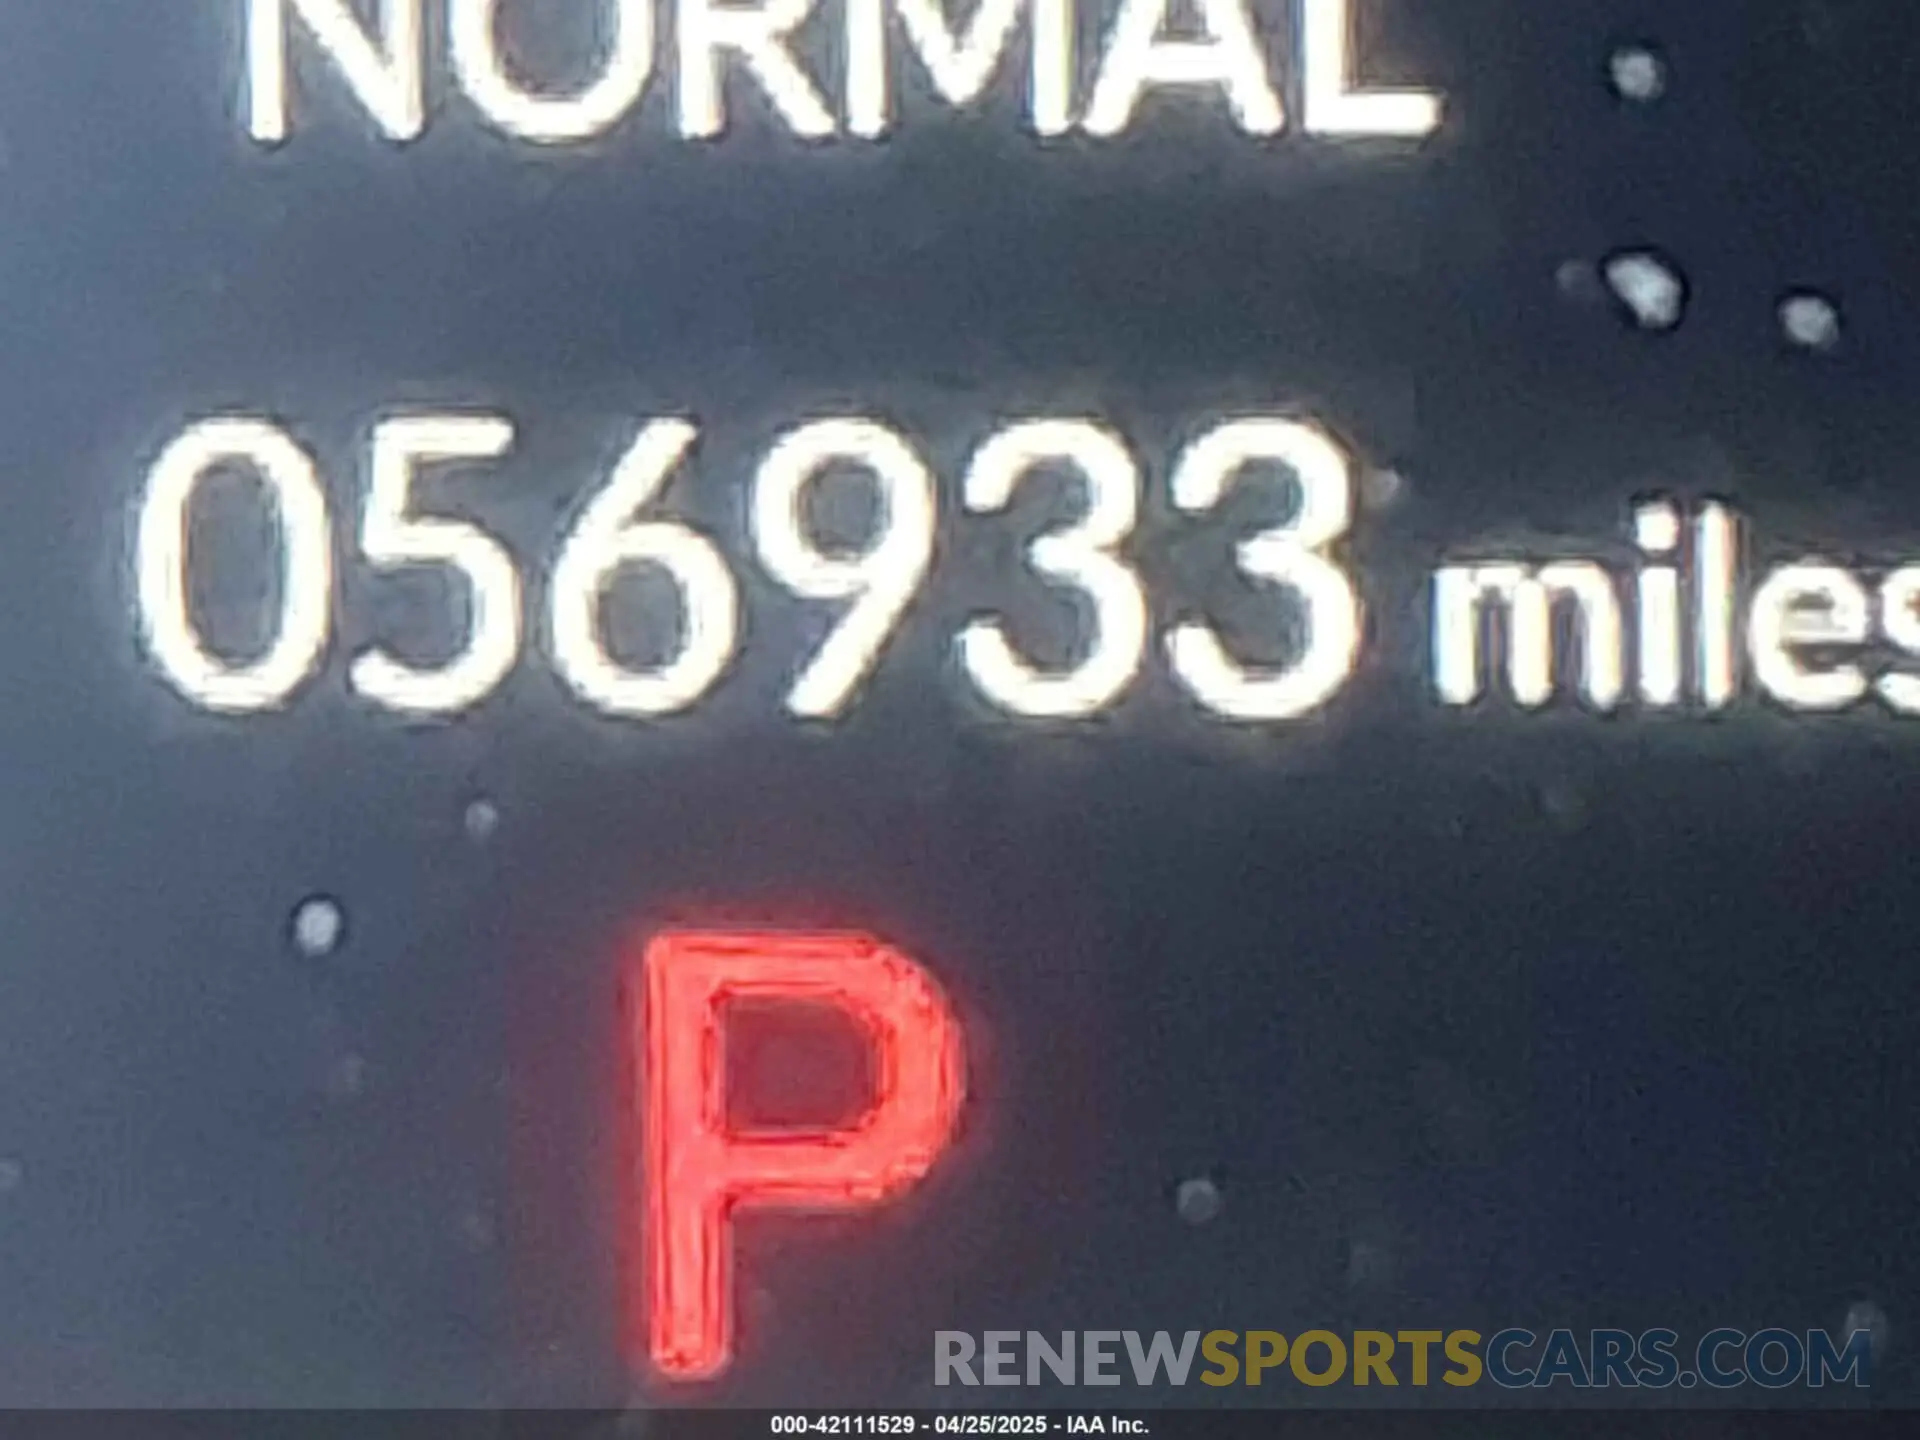 NORMAL
056933 miles
P
RENEWSPORTSCARS.COM
000-42111529 - 04/25/2025 - IAA Inc.